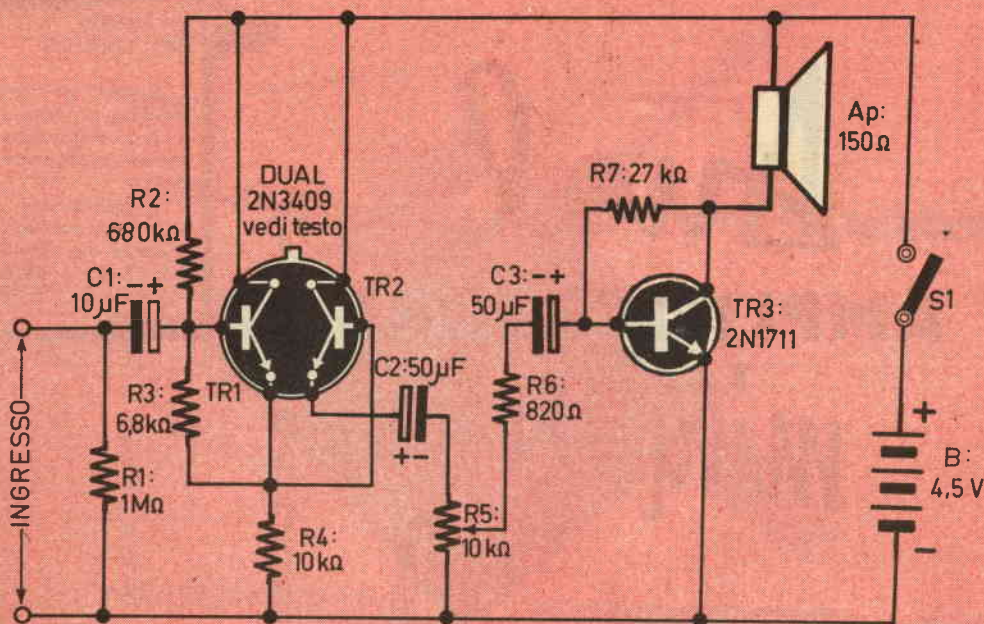 Ap:
150Ω
R7:27 kΩ
DUAL
2N3409
vedi testo
R2:
680kΩ
C1:
- +
10µF
TR2
C3:
- +
50µF
TR3:
2N1711
S1
R3:
6,8kΩ
TR1
C2:50µF
+ -
R6:
820Ω
INGRESSO
R1:
1MΩ
R4:
10kΩ
R5:
10kΩ
+
B:
4,5 V
-